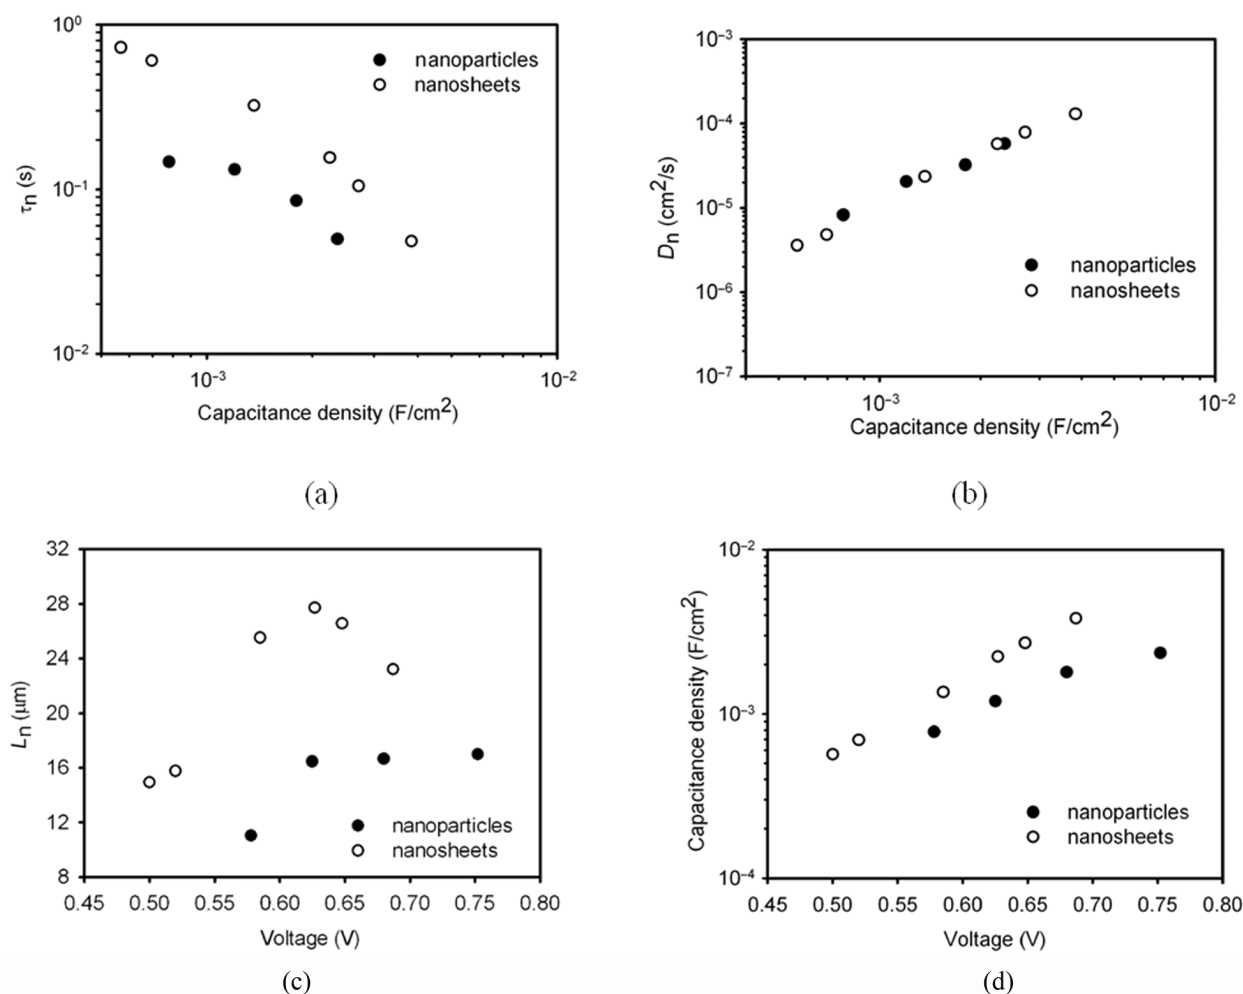 10⁰
nanoparticles
nanosheets
τn (s)
10⁻¹
10⁻²
10⁻³ 10⁻²
Capacitance density (F/cm²)
(a)
10⁻³
10⁻⁴
Dn (cm²/s)
10⁻⁵
nanoparticles
nanosheets
10⁻⁶
10⁻⁷
10⁻³ 10⁻²
Capacitance density (F/cm²)
(b)
32
28
24
Ln (μm)
20
16
12
8
nanoparticles
nanosheets
0.45 0.50 0.55 0.60 0.65 0.70 0.75 0.80
Voltage (V)
(c)
10⁻²
Capacitance density (F/cm²)
10⁻³
nanoparticles
nanosheets
10⁻⁴
0.45 0.50 0.55 0.60 0.65 0.70 0.75 0.80
Voltage (V)
(d)